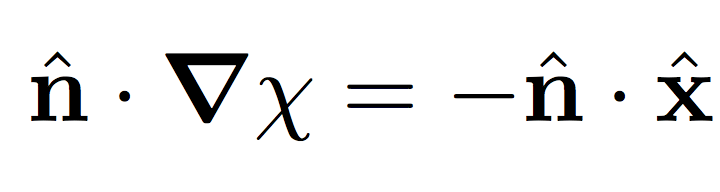 n̂ · ∇χ = −n̂ · x̂